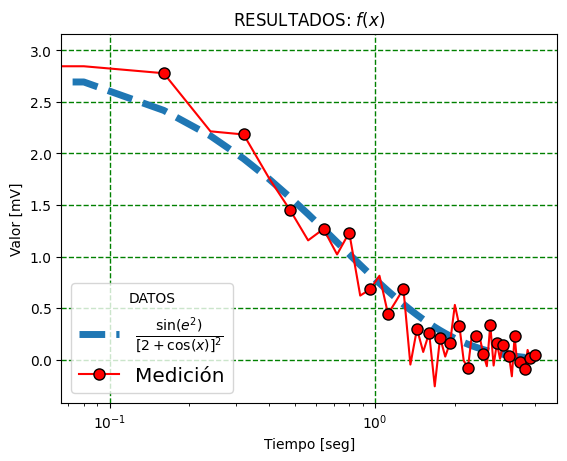 RESULTADOS: f(x)
3.0
2.5
2.0
1.5
1.0
0.5
0.0
Valor [mV]
DATOS
sin(e²)
[2 + cos(x)]²
Medición
10⁻¹ 10⁰
Tiempo [seg]